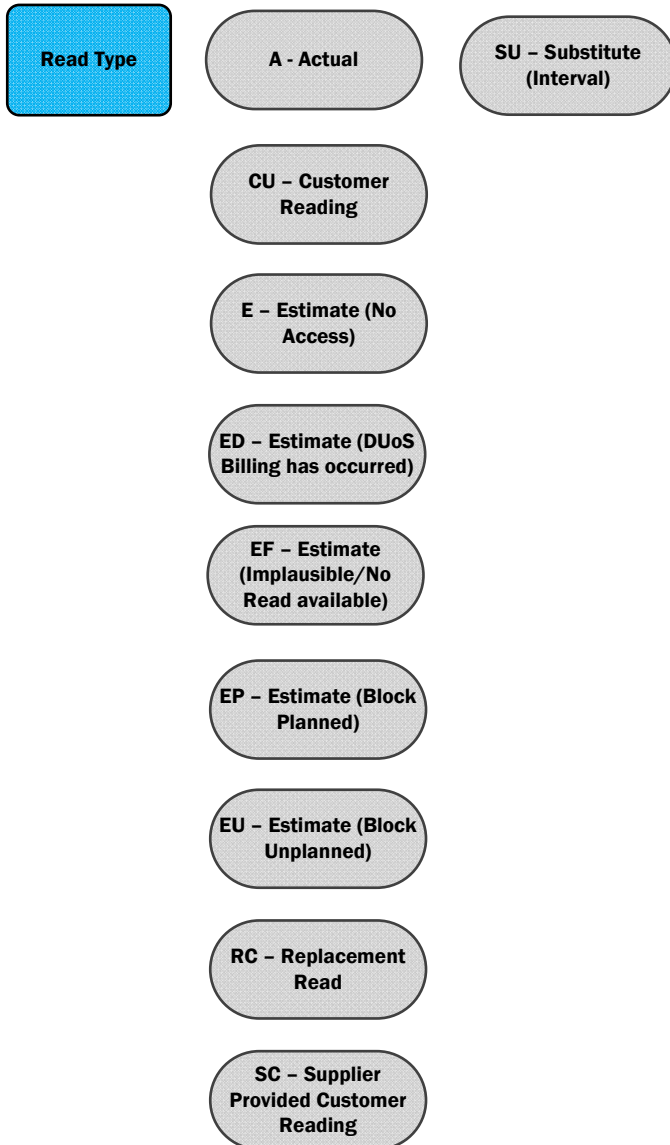 Read Type
A - Actual
SU – Substitute
(Interval)
CU – Customer
Reading
E – Estimate (No
Access)
ED – Estimate (DUoS
Billing has occurred)
EF – Estimate
(Implausible/No
Read available)
EP – Estimate (Block
Planned)
EU – Estimate (Block
Unplanned)
RC – Replacement
Read
SC – Supplier
Provided Customer
Reading